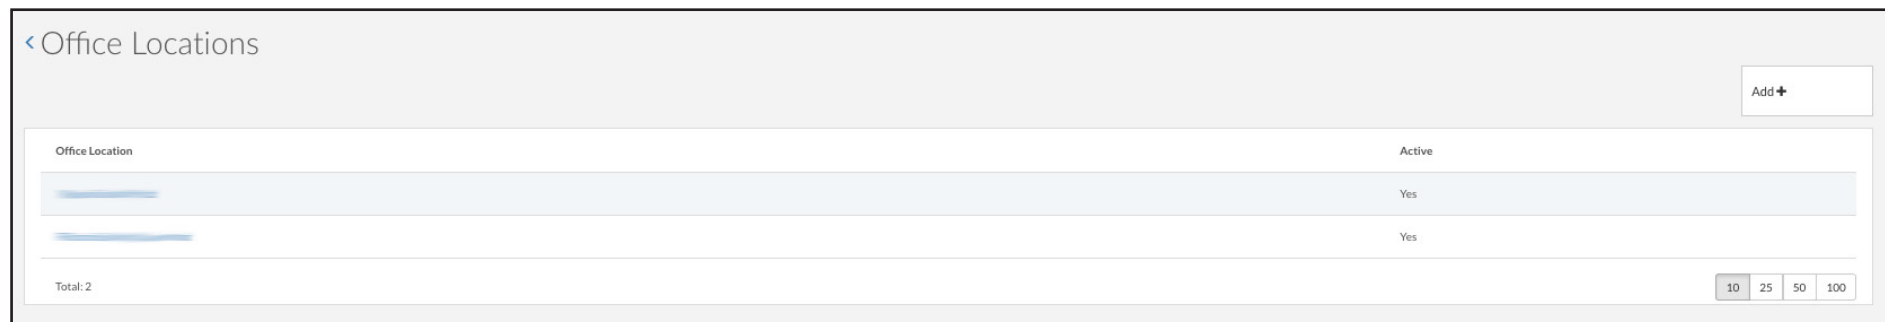 Office Locations
Add
Office Location Active
Yes
Yes
Total: 2 10 25 50 100